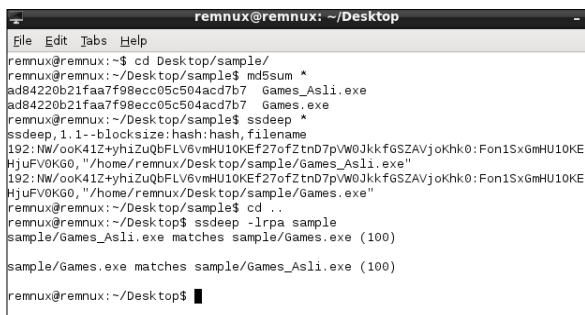 remnux@remnux: ~/Desktop
File Edit Tabs Help
remnux@remnux:~$ cd Desktop/sample/
remnux@remnux:~/Desktop/sample$ md5sum *
ad84220b21faa7f98ecc05c504acd7b7  Games_Asli.exe
ad84220b21faa7f98ecc05c504acd7b7  Games.exe
remnux@remnux:~/Desktop/sample$ ssdeep *
ssdeep,1.1--blocksize:hash:hash,filename
192:NW/ooK41Z+yhiZuQbFLV6vmHU1OKEf27ofZtnD7pVW0JkkfGSZAVjoKhk0:Fon1SxGmHU1OKE
HjuFV0KG0,"/home/remnux/Desktop/sample/Games_Asli.exe"
192:NW/ooK41Z+yhiZuQbFLV6vmHU1OKEf27ofZtnD7pVW0JkkfGSZAVjoKhk0:Fon1SxGmHU1OKE
HjuFV0KG0,"/home/remnux/Desktop/sample/Games.exe"
remnux@remnux:~/Desktop/sample$ cd ..
remnux@remnux:~/Desktop$ ssdeep -lrpa sample
sample/Games_Asli.exe matches sample/Games.exe (100)
sample/Games.exe matches sample/Games_Asli.exe (100)
remnux@remnux:~/Desktop$